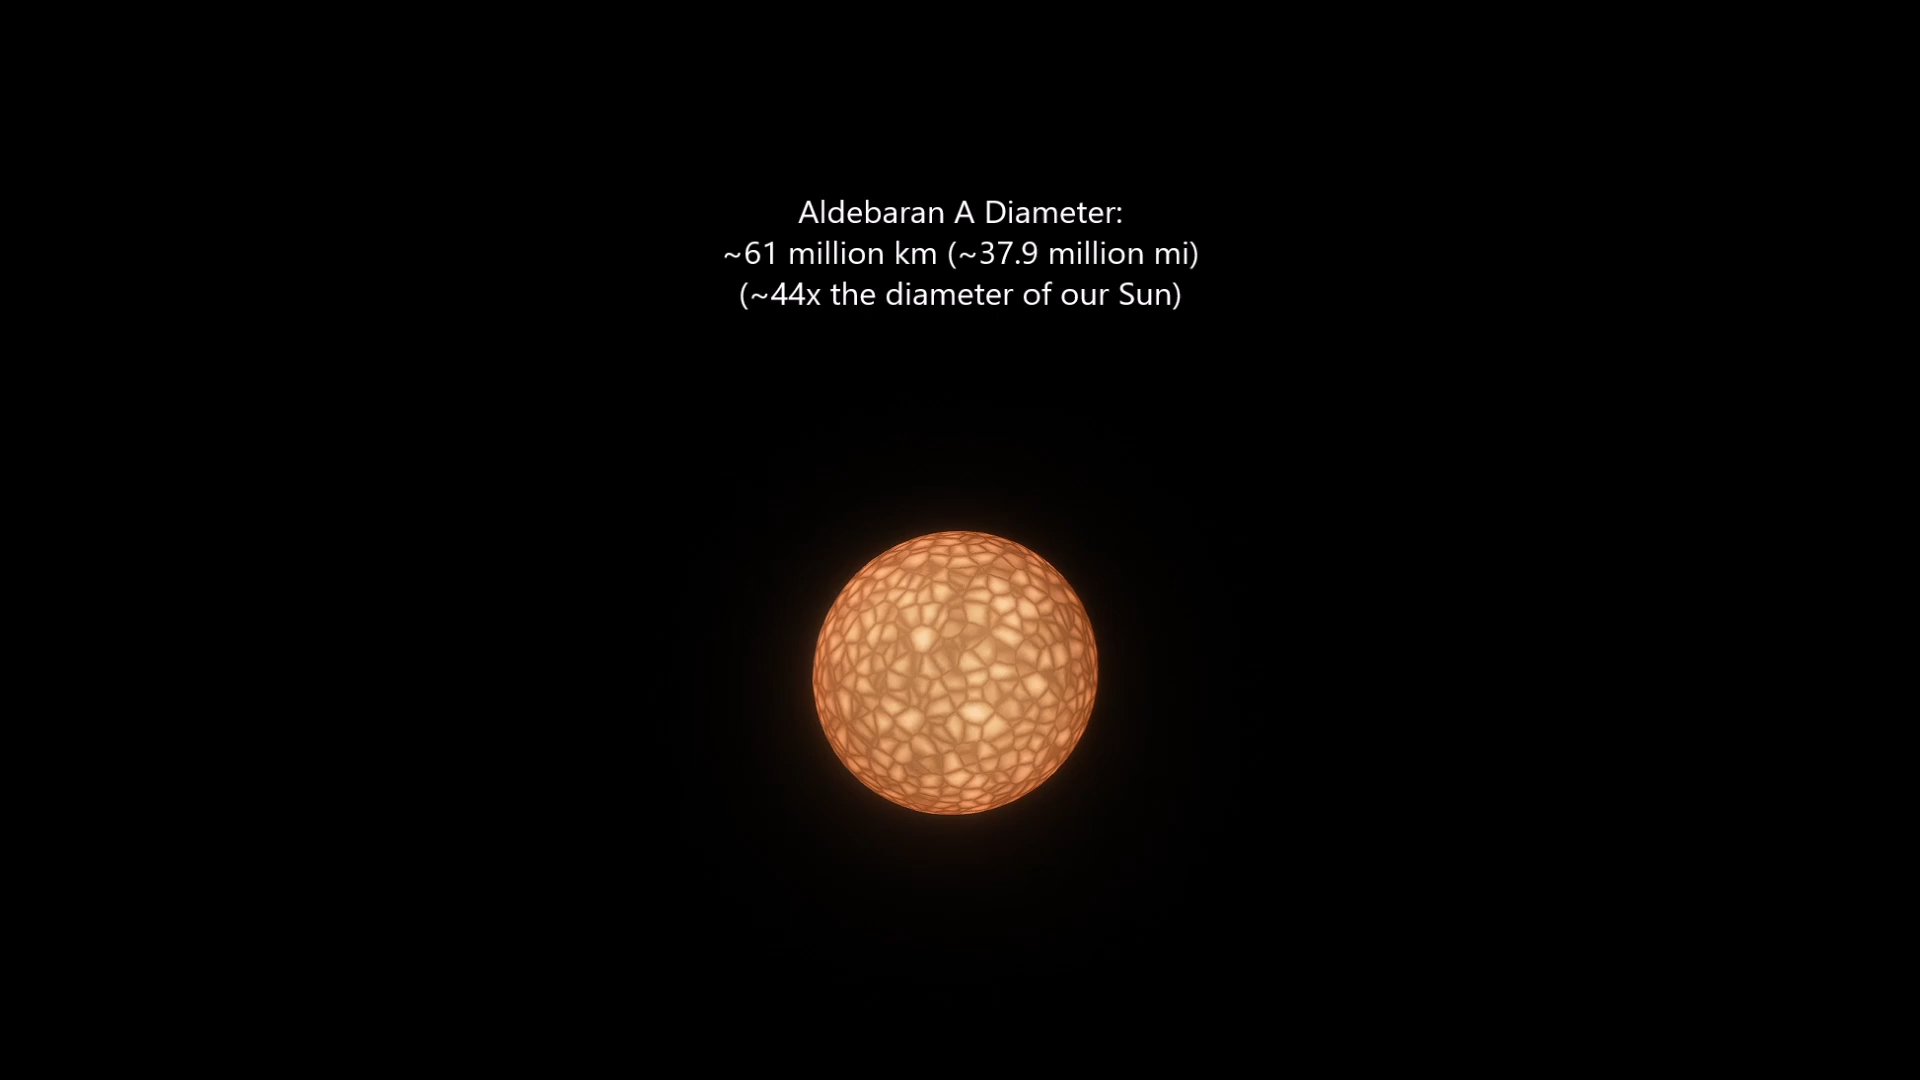 Aldebaran A Diameter:
~61 million km (~37.9 million mi)
(~44x the diameter of our Sun)